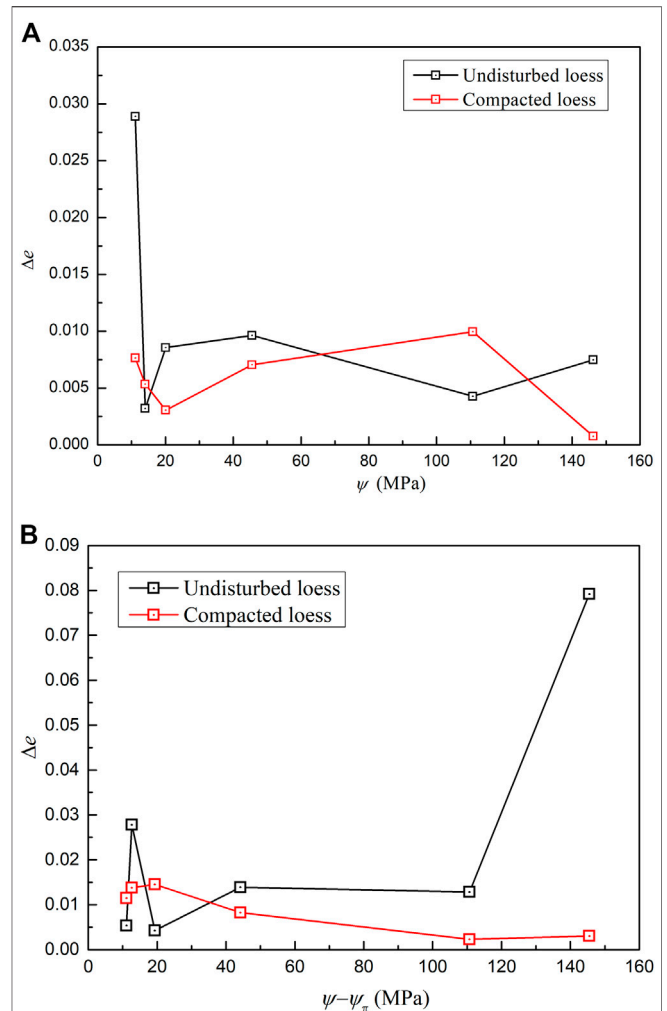 A
0.035
0.030
0.025
0.020
0.015
0.010
0.005
0.000
Δe
Undisturbed loess
Compacted loess
0 20 40 60 80 100 120 140 160
ψ (MPa)
B
0.09
0.08
0.07
0.06
0.05
0.04
0.03
0.02
0.01
0.00
Δe
Undisturbed loess
Compacted loess
0 20 40 60 80 100 120 140 160
ψ−ψπ (MPa)